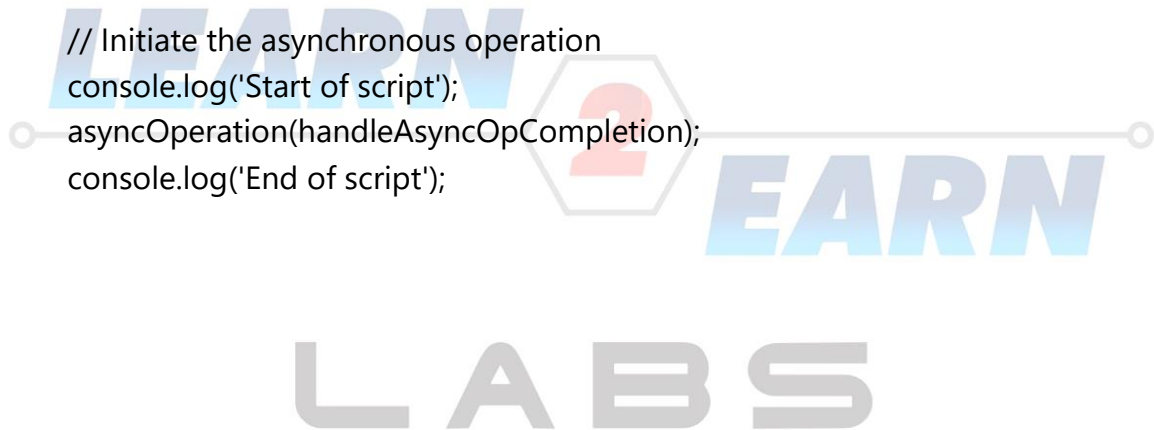 // Initiate the asynchronous operation
console.log('Start of script');
asyncOperation(handleAsyncOpCompletion);
console.log('End of script');
LEARN
2
EARN
LABS